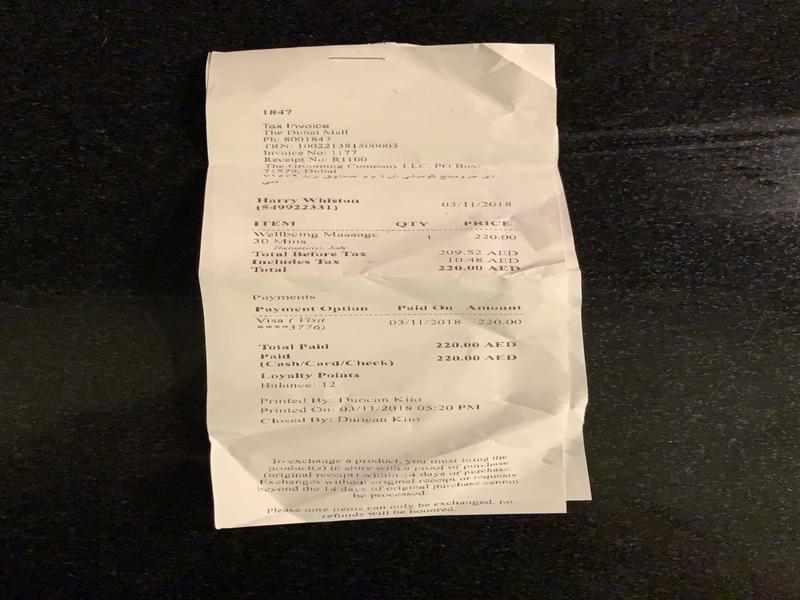 1847
Tax Invoice
The Dubai Mall
Ph: 8001847
TRN: 100221381500003
Invoice No: 1177
Receipt No: R1100
The Grooming Company LLC, PO Box:
71579, Dubai
Harry Whiston
(549922331) 03/11/2018
ITEM QTY PRICE
Wellbeing Massage 1 220.00
30 Mins
Therapist(s): Jody
Total Before Tax 209.52 AED
Includes Tax 10.48 AED
Total 220.00 AED
Payments
Payment Option Paid On Amount
Visa ( Visa 03/11/2018 220.00
****3776)
Total Paid 220.00 AED
Paid 220.00 AED
(Cash/Card/Check)
Loyalty Points
Balance: 12
Printed By: Duncan Kiio
Printed On: 03/11/2018 05:20 PM
Closed By: Duncan Kiio
To exchange a product, you must bring the
product(s) in store with a proof of purchase
(original receipt) within 14 days of purchase.
Exchanges without original receipt or requests
beyond the 14 days of original purchase cannot
be processed.
Please note items can only be exchanged, no
refunds will be honored.